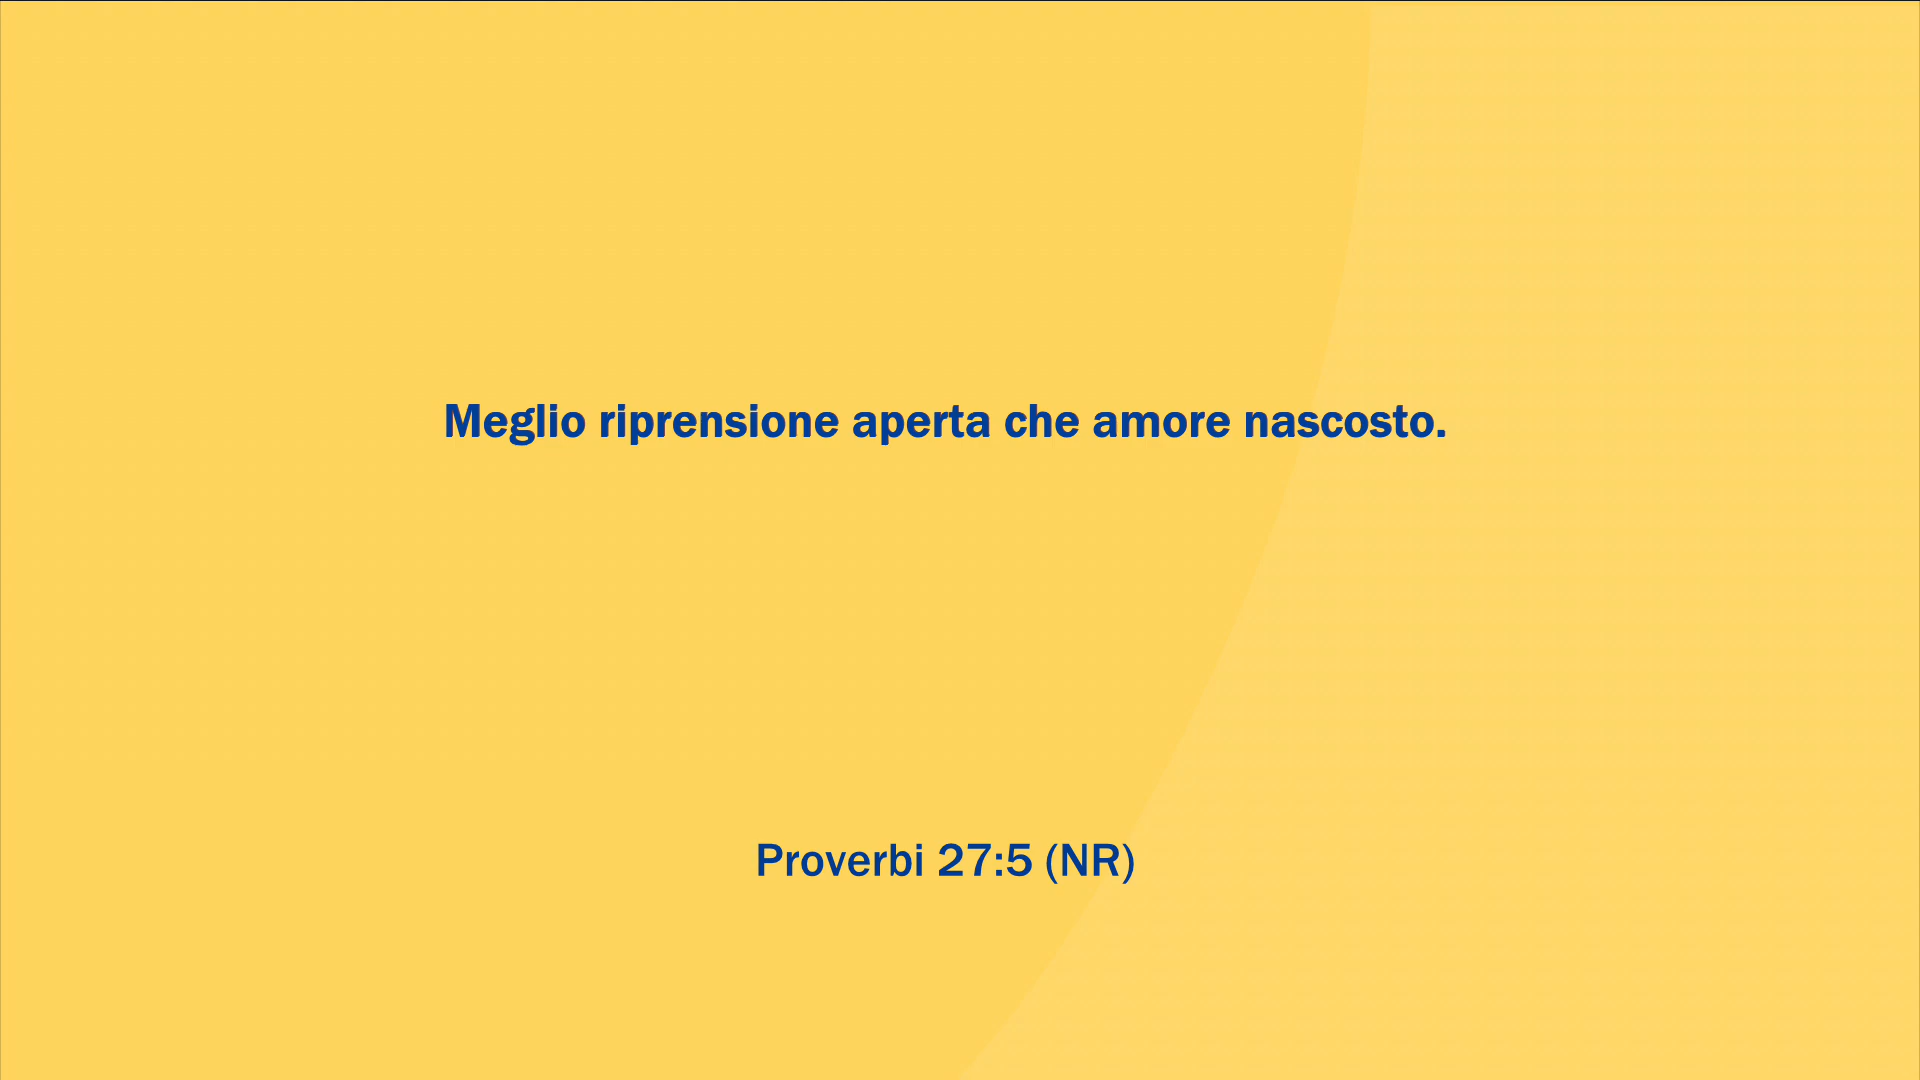 Meglio riprensione aperta che amore nascosto.
Proverbi 27:5 (NR)